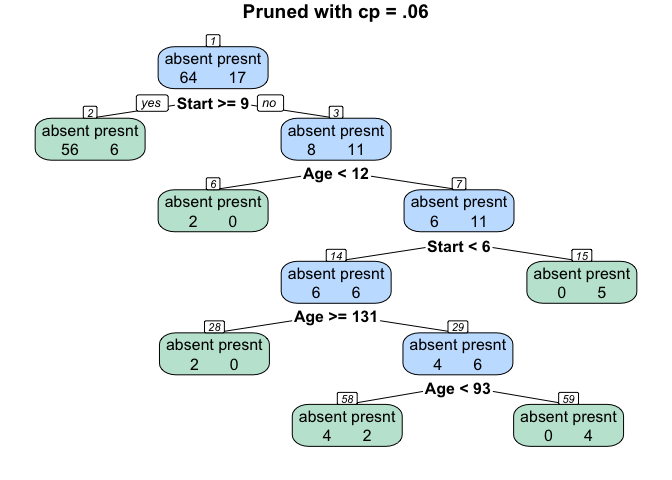 Pruned with cp = .06
1
absent presnt
64 17
yes Start >= 9 no
2
absent presnt
56 6
3
absent presnt
8 11
Age < 12
6
absent presnt
2 0
7
absent presnt
6 11
Start < 6
14
absent presnt
6 6
15
absent presnt
0 5
Age >= 131
28
absent presnt
2 0
29
absent presnt
4 6
Age < 93
58
absent presnt
4 2
59
absent presnt
0 4